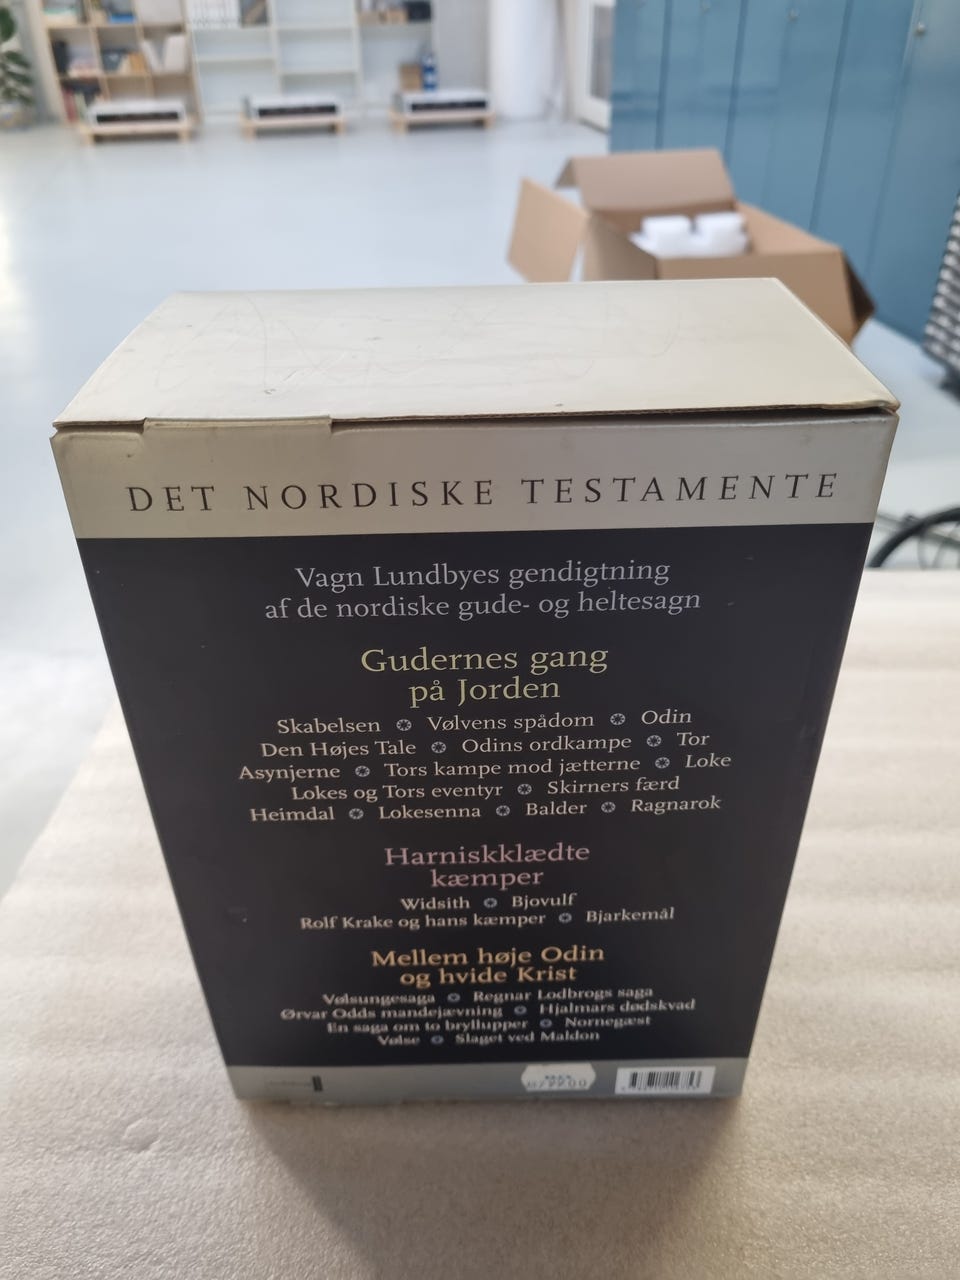 DET NORDISKE TESTAMENTE
Vagn Lundbyes gendigtning
af de nordiske gude- og heltesagn
Gudernes gang
på Jorden
Skabelsen Vølvens spådom Odin
Den Højes Tale Odins ordkampe Tor
Asynjerne Tors kampe mod jætterne Loke
Lokes og Tors eventyr Skirners færd
Heimdal Lokesenna Balder Ragnarok
Harniskklædte
kæmper
Widsith Bjovulf
Rolf Krake og hans kæmper Bjarkemål
Mellem høje Odin
og hvide Krist
Vølsungesaga Regnar Lodbrogs saga
Ørvar Odds mandejævning Hjalmars dødskvad
En saga om to bryllupper Nornegæst
Vølse Slaget ved Maldon